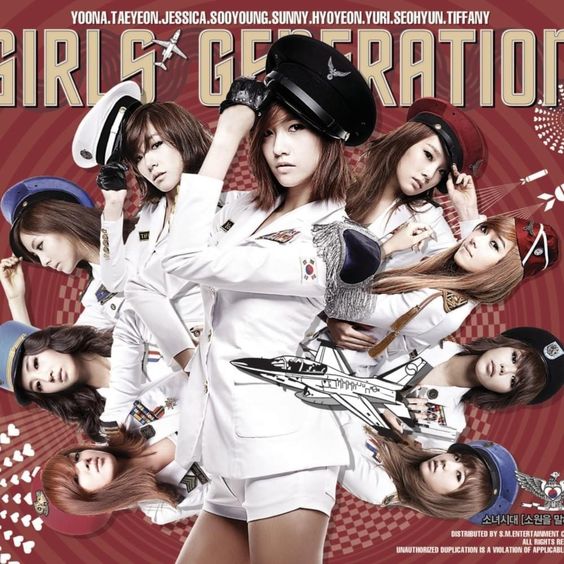 YOONA.TAEYEON.JESSICA.SOOYOUNG.SUNNY.HYOYEON.YURI.SEOHYUN.TIFFANY
GIRLS' GENERATION
소녀시대 [소원을 말
DISTRIBUTED BY S.M.ENTERTAINMENT C
ALL RIGHTS RE
UNAUTHORIZED DUPLICATION IS A VIOLATION OF APPLICABL